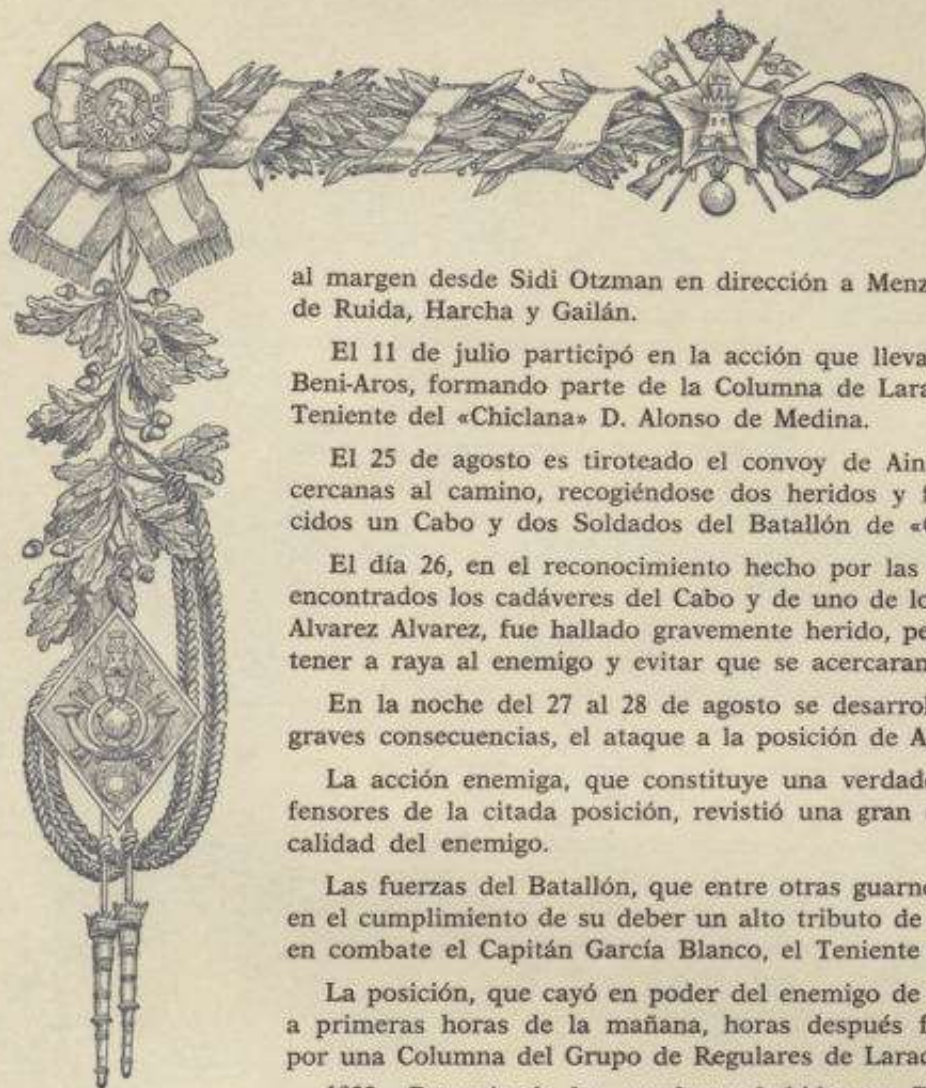 al margen desde Sidi Otzman en dirección a Menz
de Ruida, Harcha y Gailán.
El 11 de julio participó en la acción que lleva
Beni-Aros, formando parte de la Columna de Lara
Teniente del «Chiclana» D. Alonso de Medina.
El 25 de agosto es tiroteado el convoy de Ain
cercanas al camino, recogiéndose dos heridos y f
cidos un Cabo y dos Soldados del Batallón de «C
El día 26, en el reconocimiento hecho por las
encontrados los cadáveres del Cabo y de uno de lo
Alvarez Alvarez, fue hallado gravemente herido, pe
tener a raya al enemigo y evitar que se acercaran
En la noche del 27 al 28 de agosto se desarrol
graves consecuencias, el ataque a la posición de A
La acción enemiga, que constituye una verdade
fensores de la citada posición, revistió una gran
calidad del enemigo.
Las fuerzas del Batallón, que entre otras guarne
en el cumplimiento de su deber un alto tributo de
en combate el Capitán García Blanco, el Teniente
La posición, que cayó en poder del enemigo de
a primeras horas de la mañana, horas después f
por una Columna del Grupo de Regulares de Larac